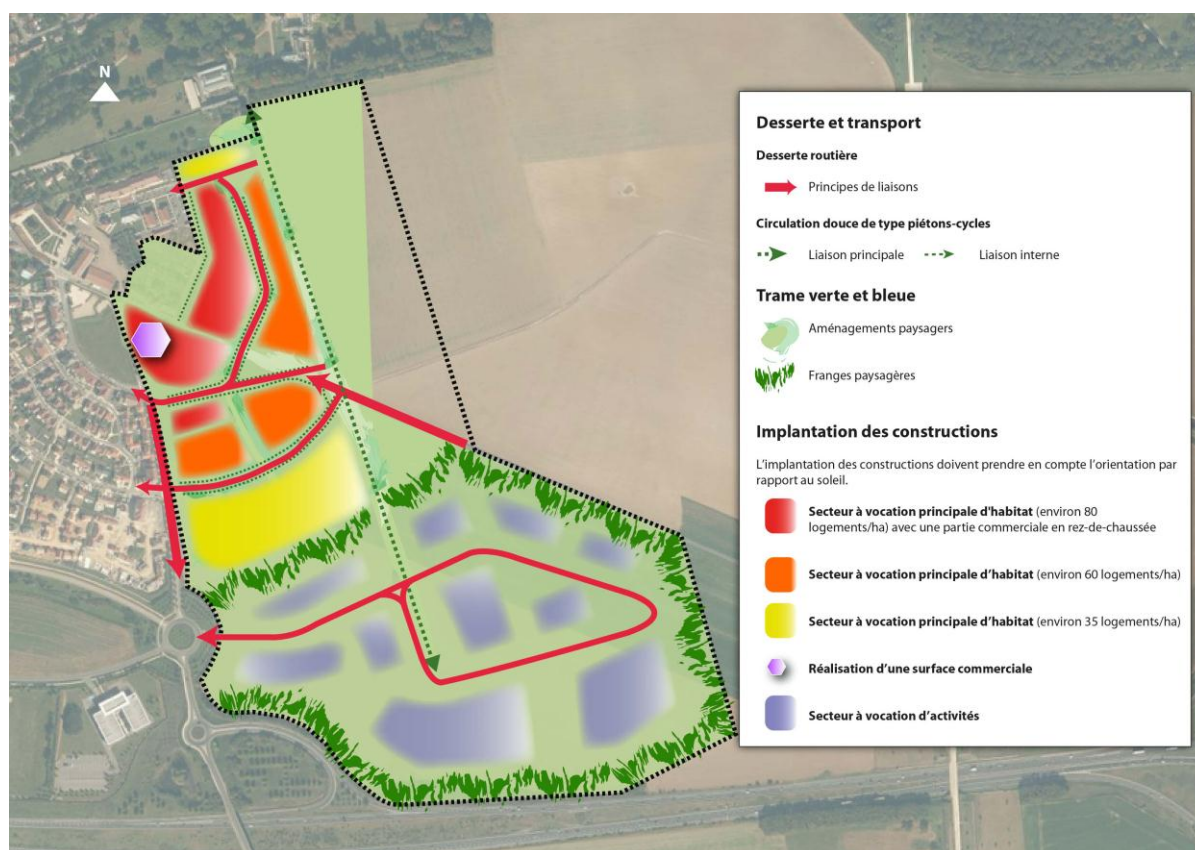 N
Desserte et transport
Desserte routière
Principes de liaisons
Circulation douce de type piétons-cycles
Liaison principale
Liaison interne
Trame verte et bleue
Aménagements paysagers
Franges paysagères
Implantation des constructions
L'implantation des constructions doivent prendre en compte l'orientation par
rapport au soleil.
Secteur à vocation principale d'habitat (environ 80
logements/ha) avec une partie commerciale en rez-de-chaussée
Secteur à vocation principale d'habitat (environ 60 logements/ha)
Secteur à vocation principale d'habitat (environ 35 logements/ha)
Réalisation d'une surface commerciale
Secteur à vocation d'activités